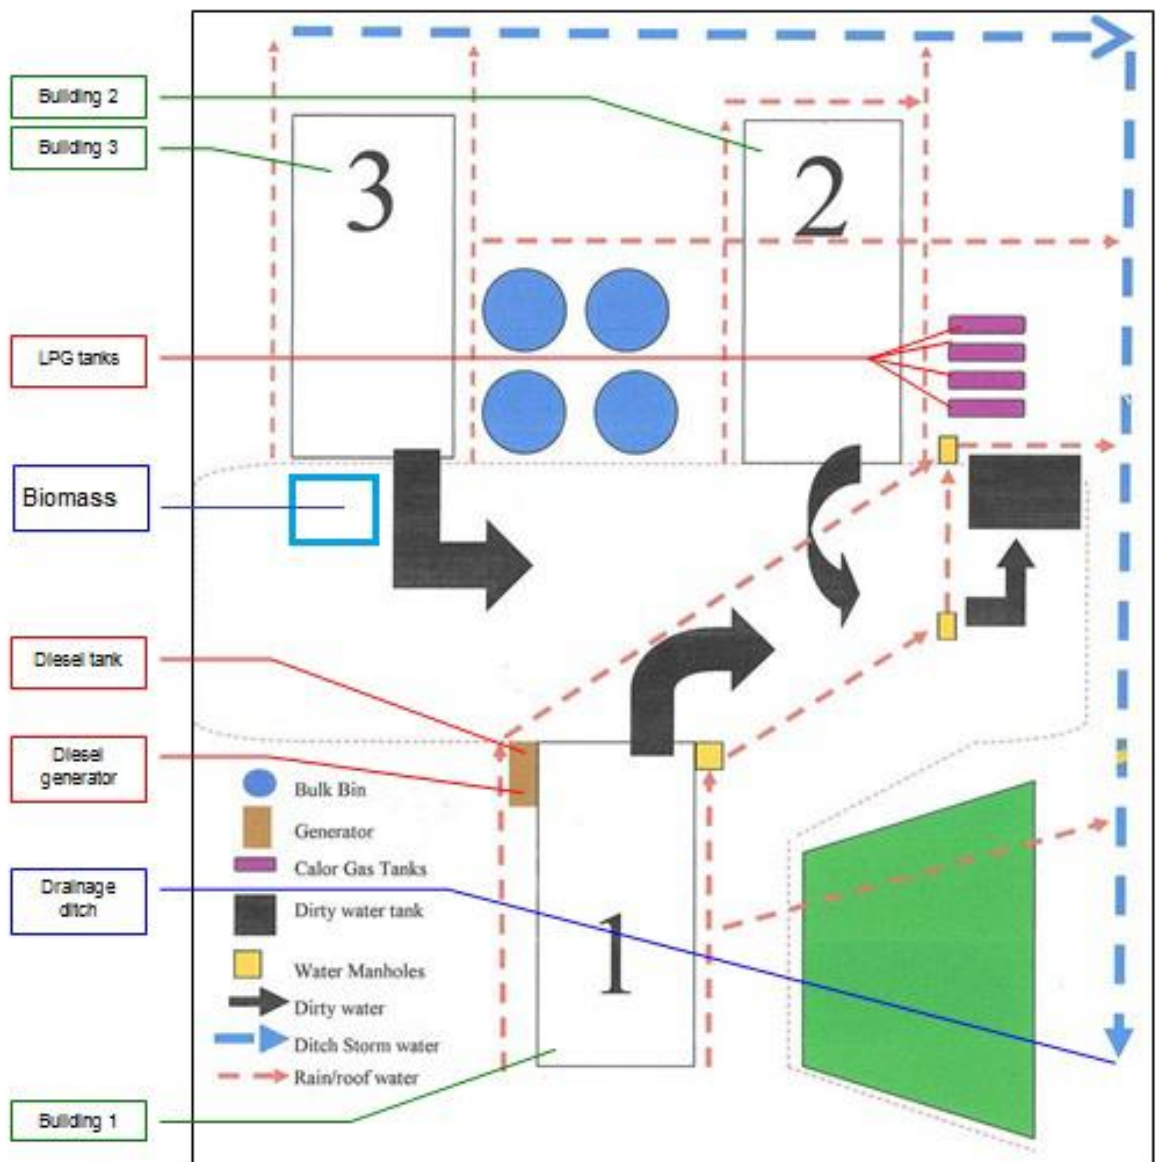 Building 2
Building 3
3
2
LPG tanks
Biomass
Diesel tank
Diesel
generator
Drainage
ditch
Bulk Bin
Generator
Calor Gas Tanks
Dirty water tank
Water Manholes
Dirty water
Ditch Storm water
Rain/roof water
1
Building 1